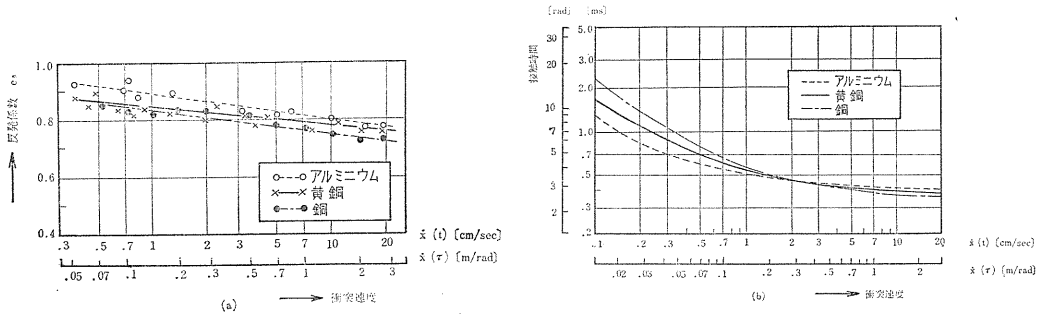 反発係数 e
1.0
0.8
0.6
0.4
アルミニウム
黄銅
鋼
.3 .5 .7 1 2 3 5 7 10 20
ẋ (t) [cm/sec]
.05 .07 .1 .2 .3 .5 .7 1 2 3
ẋ (τ) [m/rad]
衝突速度
(a)
[rad] [ms]
接触時間
30
20
10
7
5
3
2
5.0
3.0
2.0
1.0
.7
.5
.3
.2
アルミニウム
黄銅
鋼
.1 .2 .3 .5 .7 1 2 3 5 7 10 20
ẋ (t) [cm/sec]
.02 .03 .05 .07 .1 .2 .3 .5 .7 1 2
ẋ (τ) [m/rad]
衝突速度
(b)